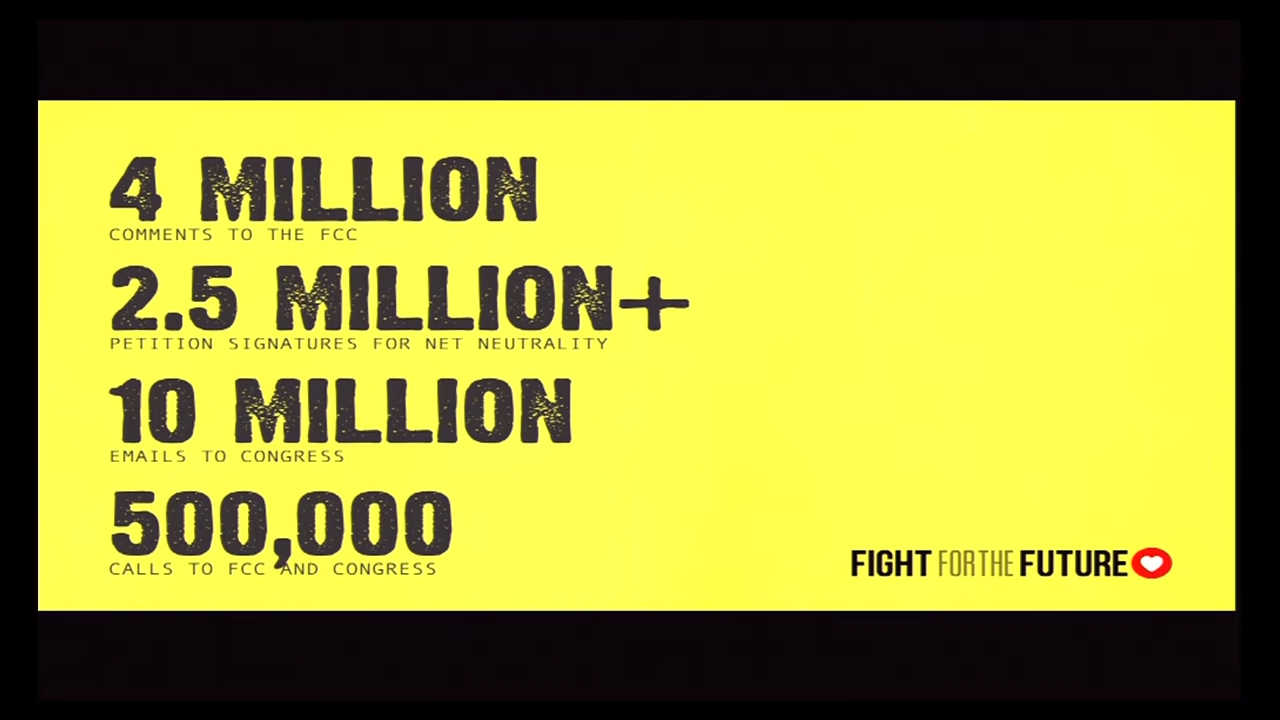 4 MILLION
COMMENTS TO THE FCC
2.5 MILLION+
PETITION SIGNATURES FOR NET NEUTRALITY
10 MILLION
EMAILS TO CONGRESS
500,000
CALLS TO FCC AND CONGRESS
FIGHT FOR THE FUTURE